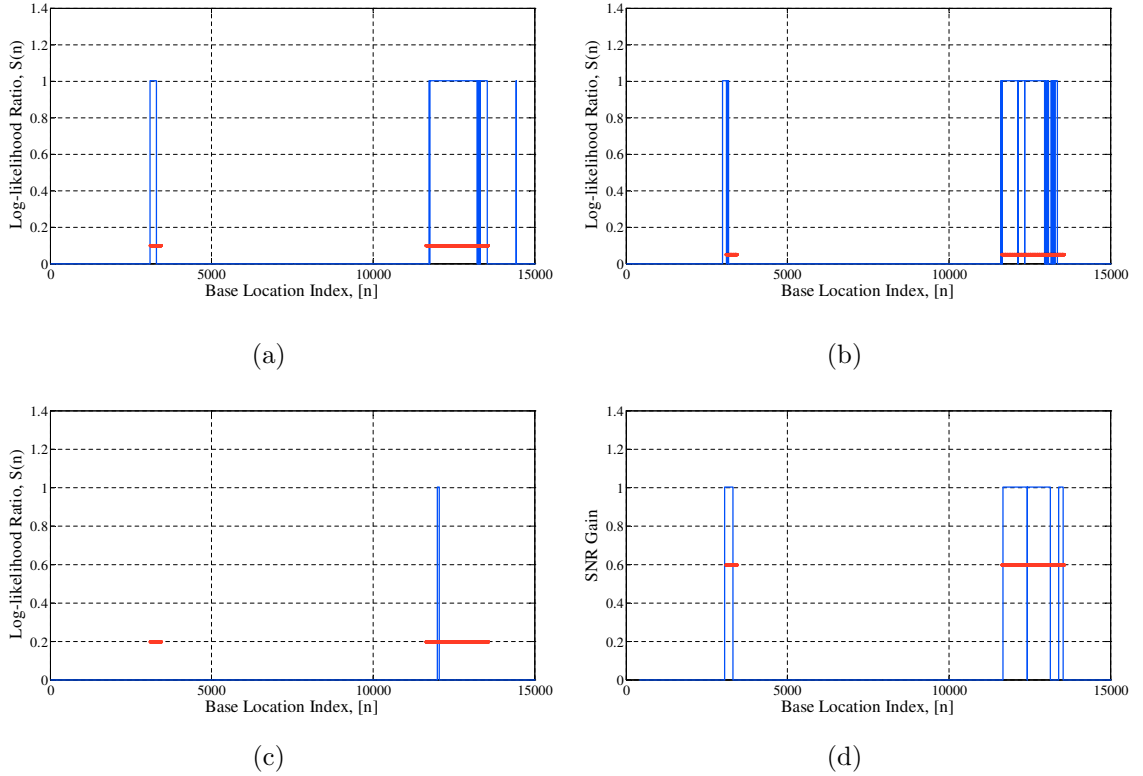 1.4
1.2
1
0.8
0.6
0.4
0.2
0
Log-likelihood Ratio, S(n)
0 5000 10000 15000
Base Location Index, [n]
(a)
1.4
1.2
1
0.8
0.6
0.4
0.2
0
Log-likelihood Ratio, S(n)
0 5000 10000 15000
Base Location Index, [n]
(b)
1.4
1.2
1
0.8
0.6
0.4
0.2
0
Log-likelihood Ratio, S(n)
0 5000 10000 15000
Base Location Index, [n]
(c)
1.4
1.2
1
0.8
0.6
0.4
0.2
0
SNR Gain
0 5000 10000 15000
Base Location Index, [n]
(d)